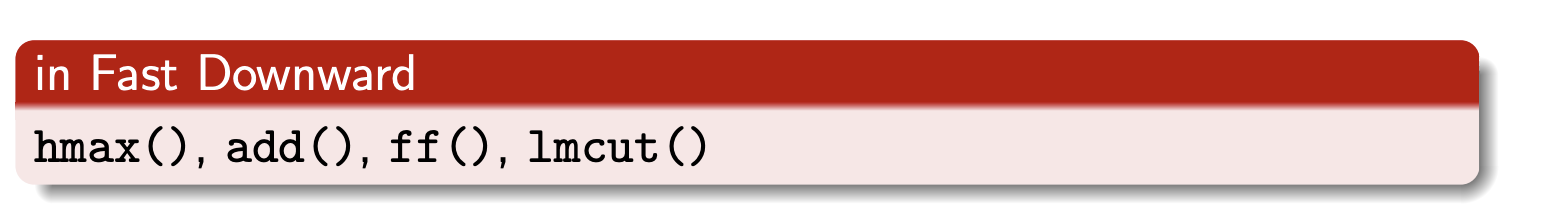 in Fast Downward
hmax(), add(), ff(), lmcut()